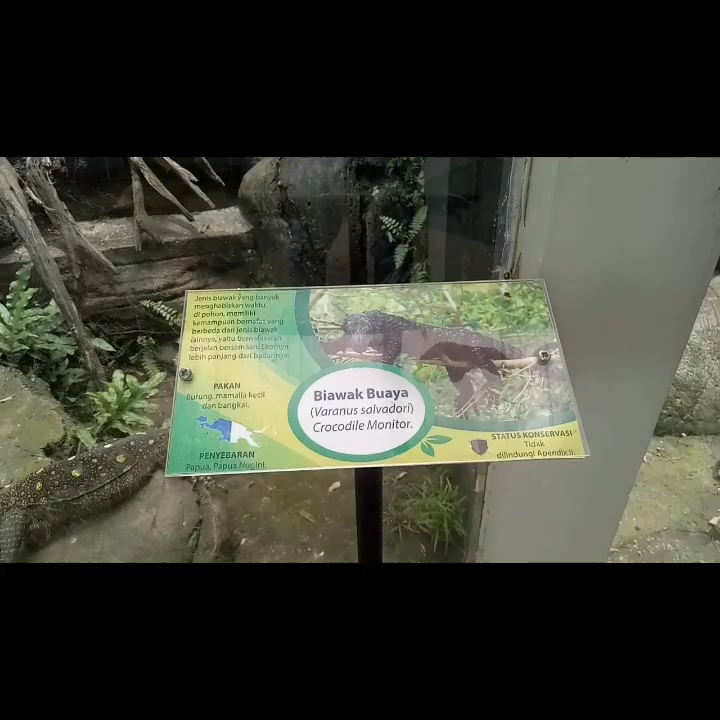 Jenis biawak yang banyak
menghabiskan waktu
di pohon, memiliki
kemampuan bernafas yang
berbeda dari jenis biawak
lainnya, yaitu bernafas dan
berjalan bersamaan. Ekornya
lebih panjang dari badannya.
PAKAN
Burung, mamalia kecil
dan bangkai.
PENYEBARAN
Papua, Papua Nugini.
Biawak Buaya
(Varanus salvadori)
Crocodile Monitor.
STATUS KONSERVASI
Tidak
dilindungi Apendix II.